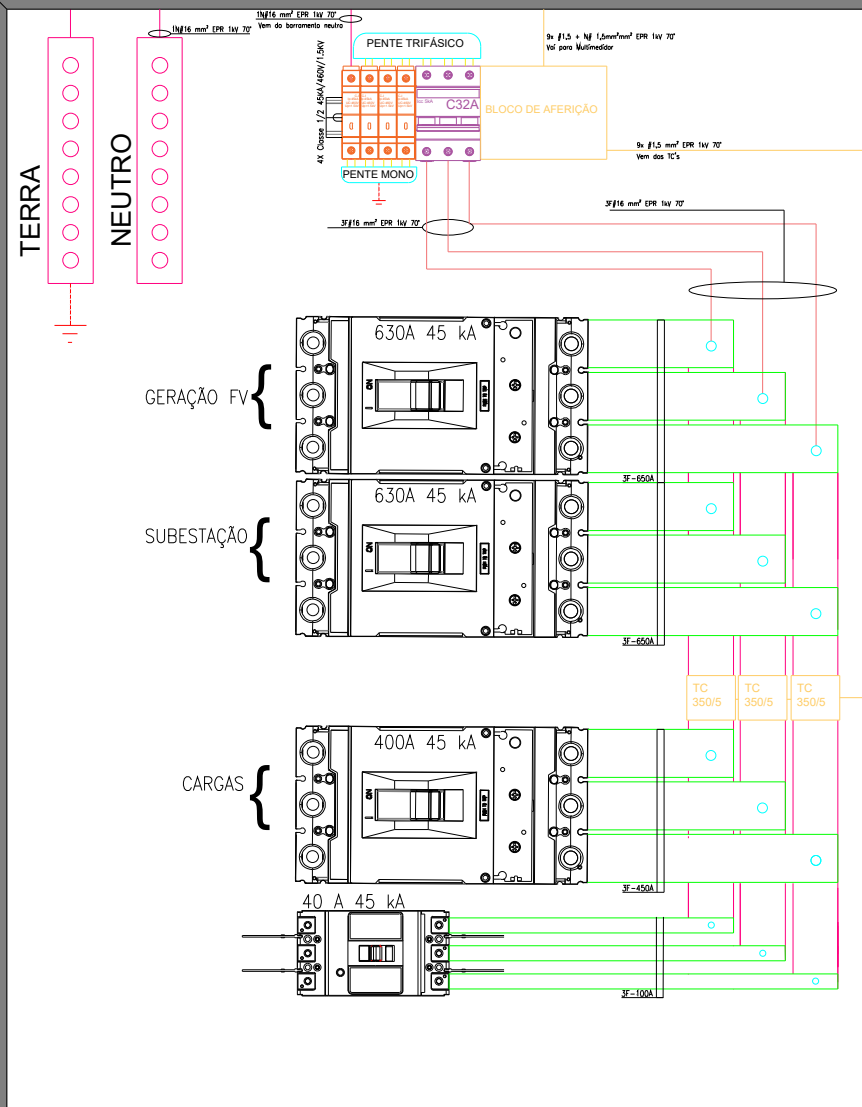 1N#16 mm² EPR 1kV 70°
1N#16 mm² EPR 1kV 70°
Vem do barramento neutro
PENTE TRIFÁSICO
9x #1,5 + N# 1,5mm²mm² EPR 1kV 70°
Vai para Multimedidor
4X Classe 1/2 45KA/460V/1.5KV
C32A
BLOCO DE AFERIÇÃO
PENTE MONO
9x #1,5 EPR 1kV 70°
Vem dos TC's
TERRA
NEUTRO
3F#16 mm² EPR 1kV 70°
3F#16 mm² EPR 1kV 70°
630A 45 kA
GERAÇÃO FV
3F-650A
630A 45 kA
SUBESTAÇÃO
3F-650A
TC
350/5
TC
350/5
TC
350/5
400A 45 kA
CARGAS
3F-450A
40 A 45 kA
3F-100A